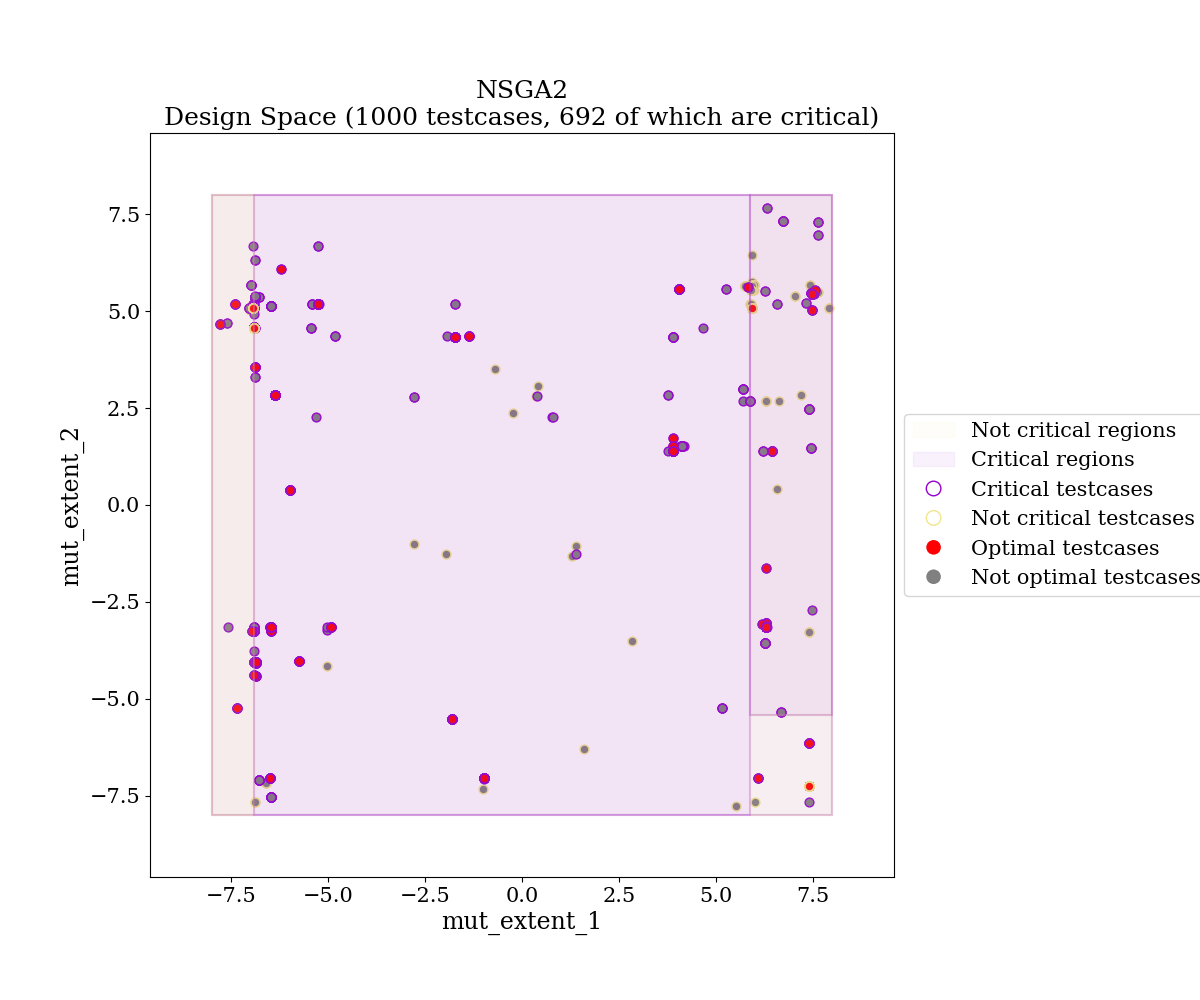 NSGA2
Design Space (1000 testcases, 692 of which are critical)
mut_extent_2
7.5
5.0
2.5
0.0
−2.5
−5.0
−7.5
−7.5 −5.0 −2.5 0.0 2.5 5.0 7.5
mut_extent_1
Not critical regions
Critical regions
Critical testcases
Not critical testcases
Optimal testcases
Not optimal testcases